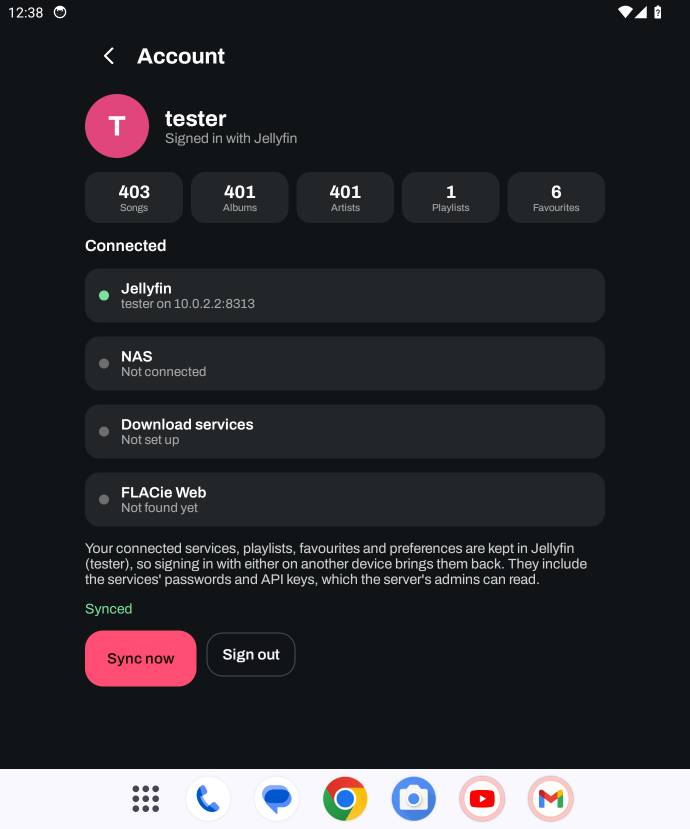 12:38
Account
T
tester
Signed in with Jellyfin
403 401 401 1 6
Songs Albums Artists Playlists Favourites
Connected
Jellyfin
tester on 10.0.2.2:8313
NAS
Not connected
Download services
Not set up
FLACie Web
Not found yet
Your connected services, playlists, favourites and preferences are kept in Jellyfin
(tester), so signing in with either on another device brings them back. They include
the services' passwords and API keys, which the server's admins can read.
Synced
Sync now Sign out